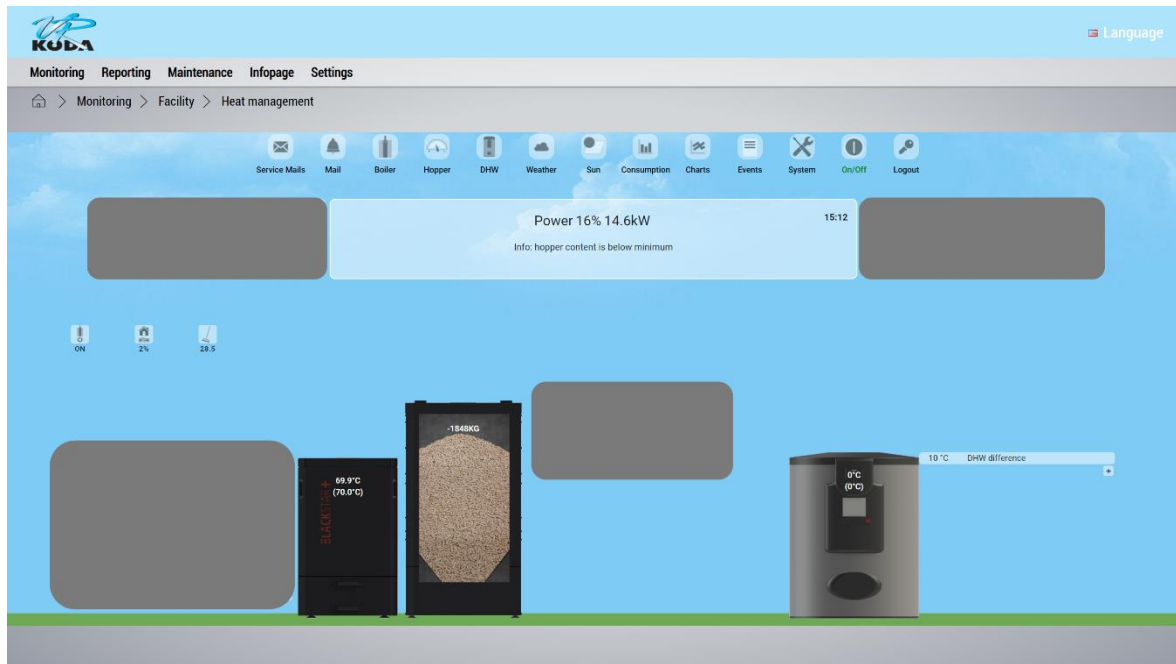 KUDA
Language
Monitoring Reporting Maintenance Infopage Settings
Monitoring > Facility > Heat management
Service Mails Mail Boiler Hopper DHW Weather Sun Consumption Charts Events System On/Off Logout
Power 16% 14.6kW
15:12
Info: hopper content is below minimum
ON 2% 28.5
-1848KG
69.9°C
(70.0°C)
BLACKSTAR+
0°C
(0°C)
10 °C DHW difference
+